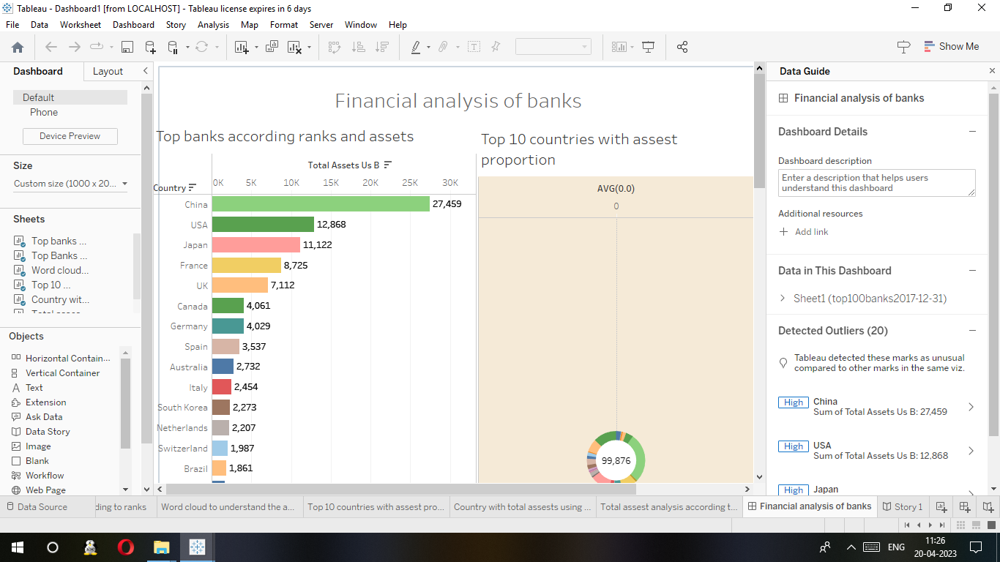 Tableau - Dashboard1 [from LOCALHOST] - Tableau license expires in 6 days
File Data Worksheet Dashboard Story Analysis Map Format Server Window Help
Show Me
Dashboard Layout
Default
Phone
Device Preview
Size
Custom size (1000 x 20...
Sheets
Top banks ...
Top Banks ...
Word cloud...
Top 10 ...
Country wit...
Objects
Horizontal Contain...
Vertical Container
Text
Extension
Ask Data
Data Story
Image
Blank
Workflow
Web Page
Financial analysis of banks
Top banks according ranks and assets
Total Assets Us B
Country
0K 5K 10K 15K 20K 25K 30K
China 27,459
USA 12,868
Japan 11,122
France 8,725
UK 7,112
Canada 4,061
Germany 4,029
Spain 3,537
Australia 2,732
Italy 2,454
South Korea 2,273
Netherlands 2,207
Switzerland 1,987
Brazil 1,861
Top 10 countries with assest
proportion
AVG(0.0)
0
99,876
Data Guide
Financial analysis of banks
Dashboard Details
Dashboard description
Enter a description that helps users
understand this dashboard
Additional resources
Add link
Data in This Dashboard
Sheet1 (top100banks2017-12-31)
Detected Outliers (20)
Tableau detected these marks as unusual
compared to other marks in the same viz.
High China
Sum of Total Assets Us B: 27,459
High USA
Sum of Total Assets Us B: 12,868
High Japan
Data Source
ding to ranks
Word cloud to understand the a...
Top 10 countries with assest pro...
Country with total assests using ...
Total assest analysis according t...
Financial analysis of banks
Story 1
ENG
11:26
20-04-2023